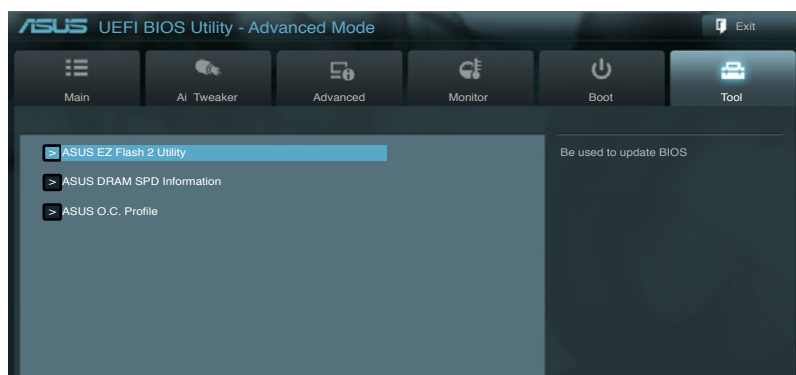 ASUS UEFI BIOS Utility - Advanced Mode
Exit
Main
Ai Tweaker
Advanced
Monitor
Boot
Tool
> ASUS EZ Flash 2 Utility
> ASUS DRAM SPD Information
> ASUS O.C. Profile
Be used to update BIOS